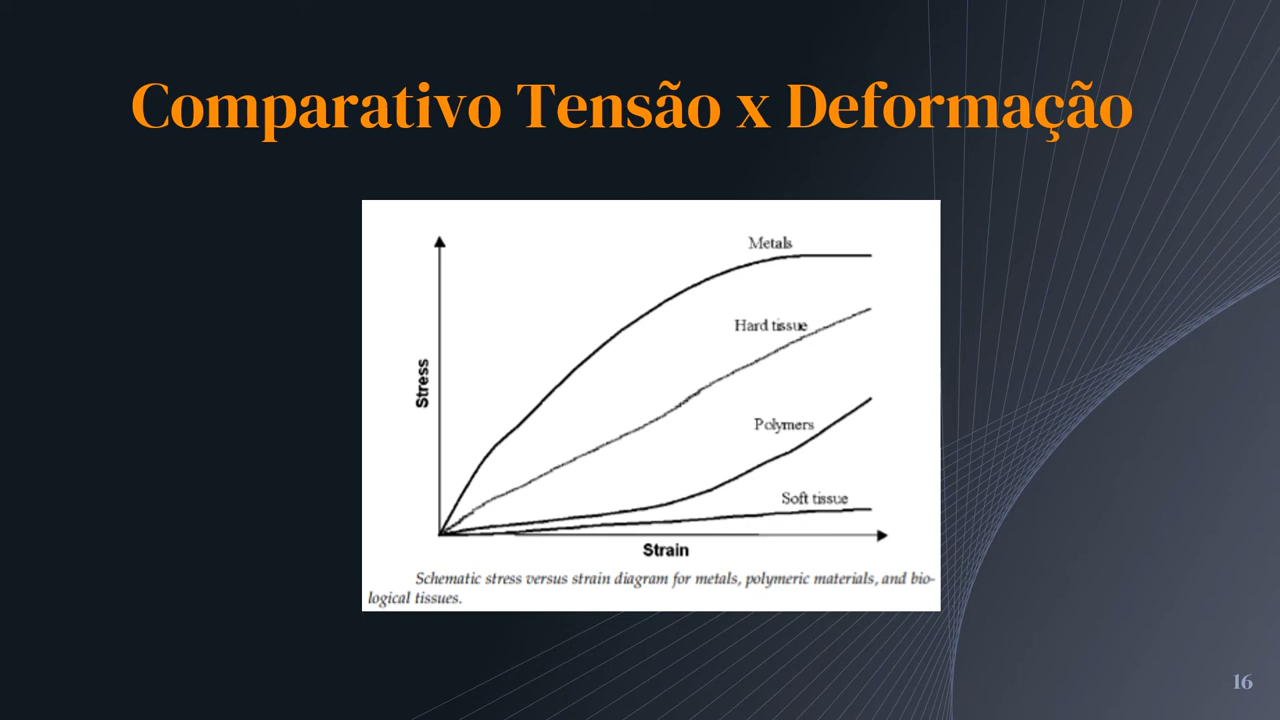 Comparativo Tensão x Deformação
Metals
Hard tissue
Stress
Polymers
Soft tissue
Strain
Schematic stress versus strain diagram for metals, polymeric materials, and bio-
logical tissues.
16